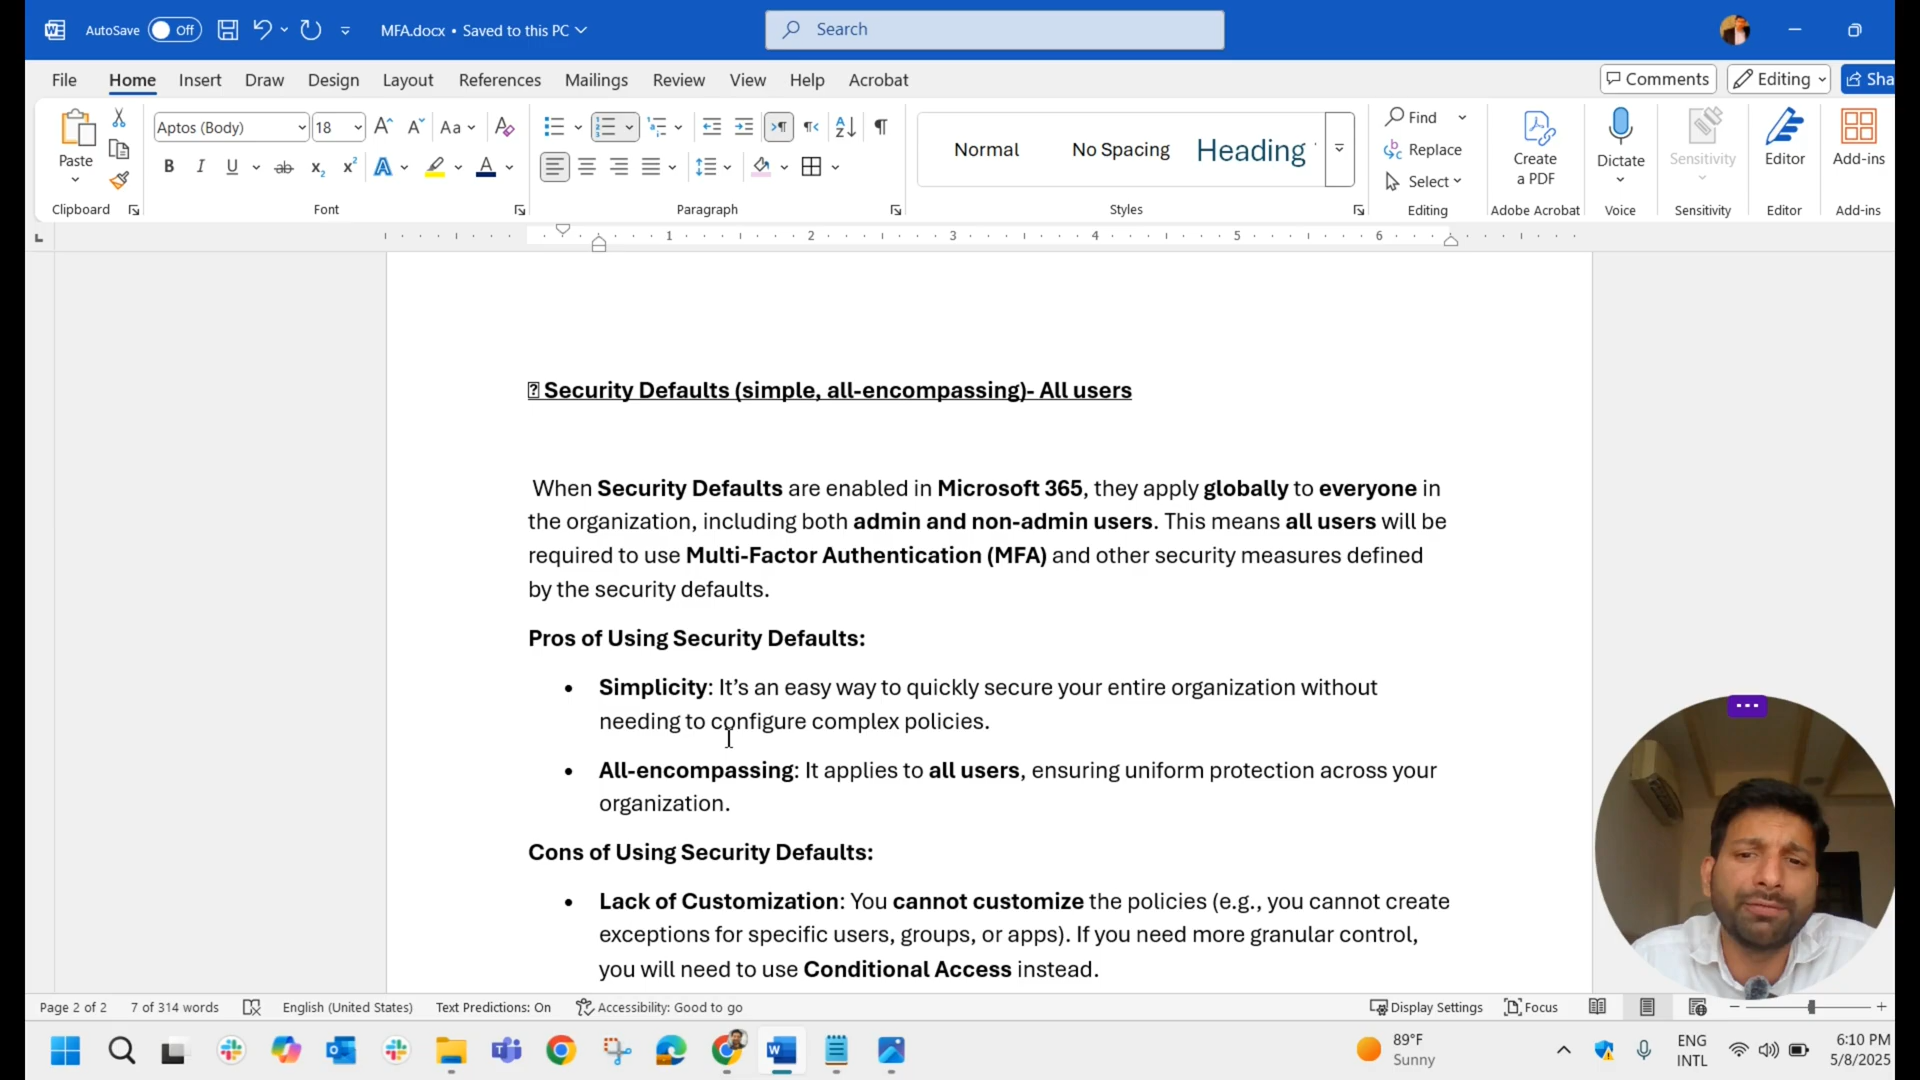 AutoSave Off MFA.docx • Saved to this PC Search
File Home Insert Draw Design Layout References Mailings Review View Help Acrobat Comments Editing Sha
Paste
Aptos (Body) 18 Aa
B I U ab x₂ x² A A
Normal No Spacing Heading
Find
Replace
Select
Create
a PDF
Dictate
Sensitivity
Editor
Add-ins
Clipboard Font Paragraph Styles Editing Adobe Acrobat Voice Sensitivity Editor Add-ins
1 2 3 4 5 6
Security Defaults (simple, all-encompassing)- All users
When Security Defaults are enabled in Microsoft 365, they apply globally to everyone in
the organization, including both admin and non-admin users. This means all users will be
required to use Multi-Factor Authentication (MFA) and other security measures defined
by the security defaults.
Pros of Using Security Defaults:
• Simplicity: It’s an easy way to quickly secure your entire organization without
needing to configure complex policies.
• All-encompassing: It applies to all users, ensuring uniform protection across your
organization.
Cons of Using Security Defaults:
• Lack of Customization: You cannot customize the policies (e.g., you cannot create
exceptions for specific users, groups, or apps). If you need more granular control,
you will need to use Conditional Access instead.
Page 2 of 2 7 of 314 words English (United States) Text Predictions: On Accessibility: Good to go Display Settings Focus
89°F
Sunny
ENG
INTL
6:10 PM
5/8/2025